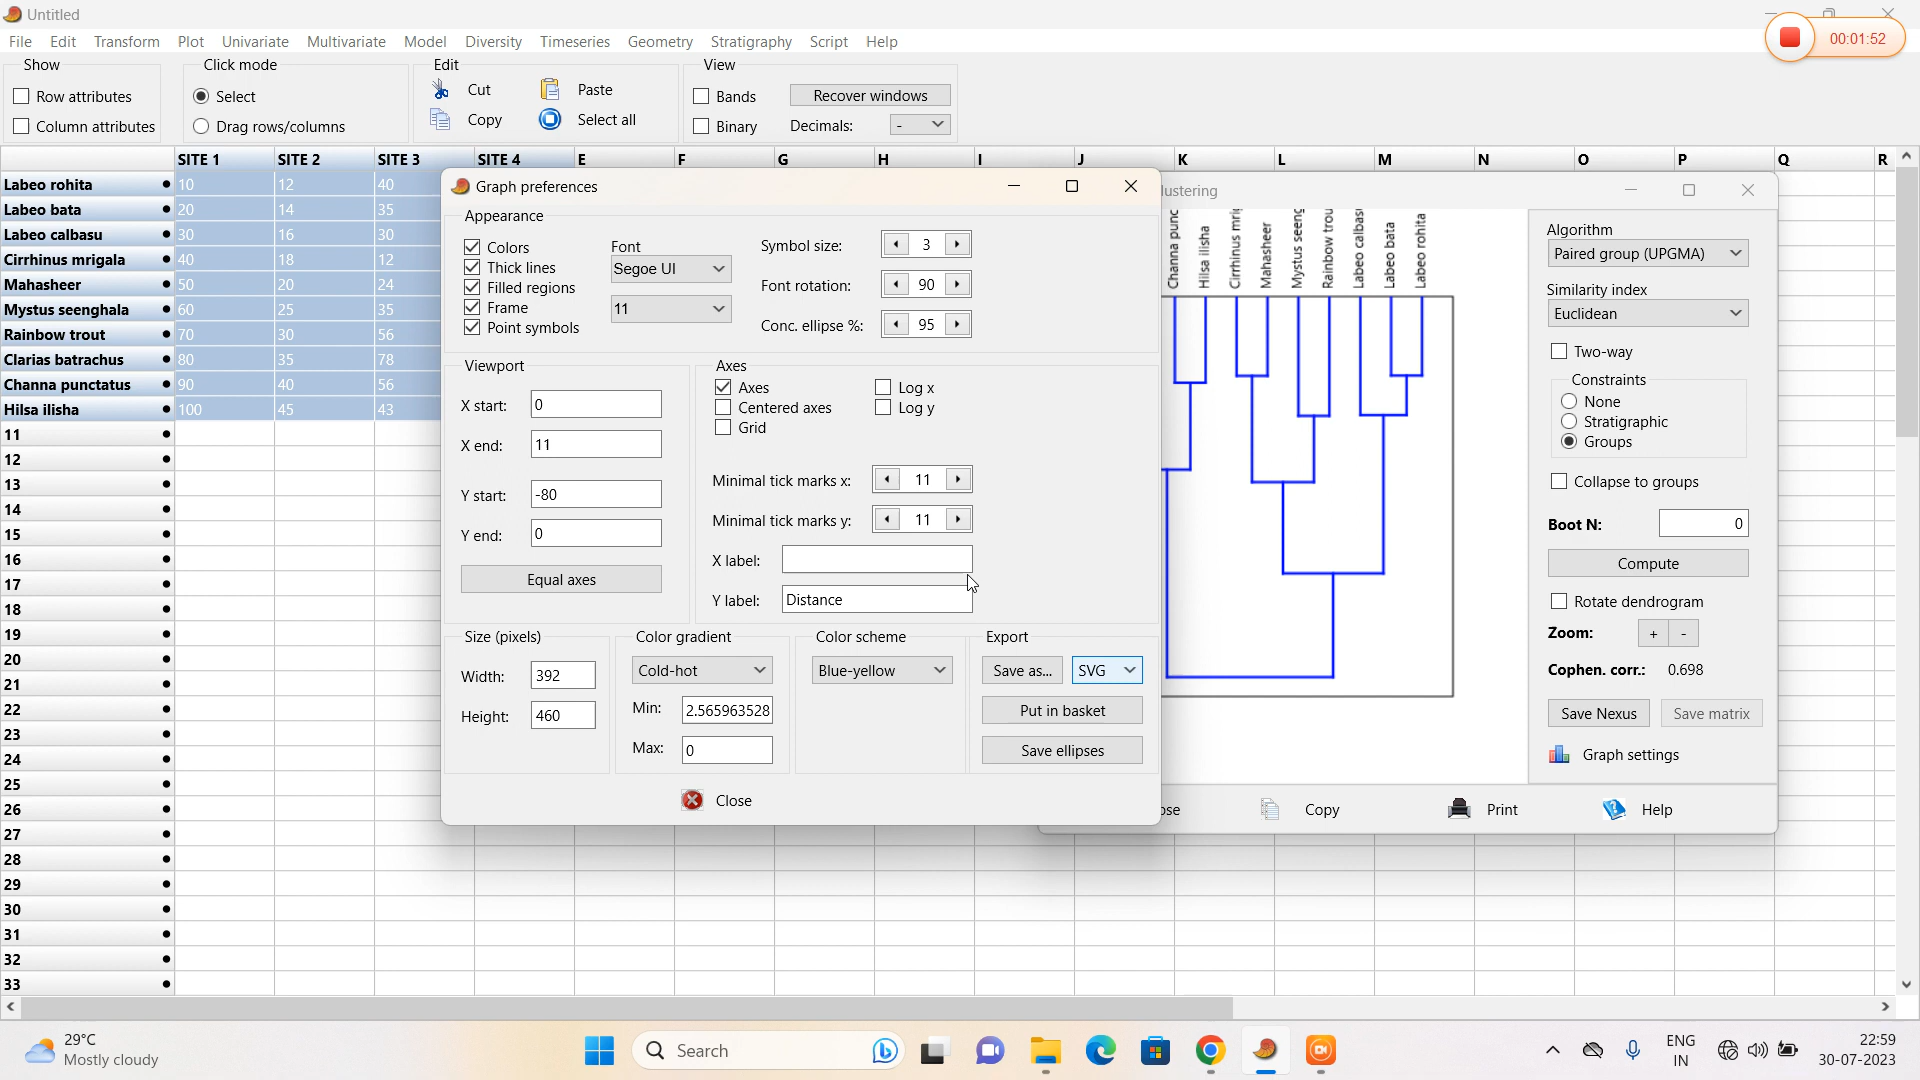 Untitled
00:01:52
File Edit Transform Plot Univariate Multivariate Model Diversity Timeseries Geometry Stratigraphy Script Help
Show Click mode Edit View
Row attributes Select Cut Paste Bands Recover windows
Column attributes Drag rows/columns Copy Select all Binary Decimals: -
SITE 1 SITE 2 SITE 3 SITE 4 E F G H I J K L M N O P Q R
Labeo rohita 10 12 40
Labeo bata 20 14 35
Labeo calbasu 30 16 30
Cirrhinus mrigala 40 18 12
Mahasheer 50 20 24
Mystus seenghala 60 25 35
Rainbow trout 70 30 56
Clarias batrachus 80 35 78
Channa punctatus 90 40 56
Hilsa ilisha 100 45 43
11
12
13
14
15
16
17
18
19
20
21
22
23
24
25
26
27
28
29
30
31
32
33
Graph preferences
Appearance
Colors
Thick lines
Filled regions
Frame
Point symbols
Font
Segoe UI
11
Symbol size: 3
Font rotation: 90
Conc. ellipse %: 95
Viewport
X start: 0
X end: 11
Y start: -80
Y end: 0
Equal axes
Axes
Axes Log x
Centered axes Log y
Grid
Minimal tick marks x: 11
Minimal tick marks y: 11
X label:
Y label: Distance
Size (pixels)
Width: 392
Height: 460
Color gradient
Cold-hot
Min: 2.565963528
Max: 0
Color scheme
Blue-yellow
Export
Save as... SVG
Put in basket
Save ellipses
Close
lustering
Channa punc
Hilsa ilisha
Cirrhinus mrig
Mahasheer
Mystus seeng
Rainbow trou
Labeo calbas
Labeo bata
Labeo rohita
Algorithm
Paired group (UPGMA)
Similarity index
Euclidean
Two-way
Constraints
None
Stratigraphic
Groups
Collapse to groups
Boot N: 0
Compute
Rotate dendrogram
Zoom: + -
Cophen. corr.: 0.698
Save Nexus Save matrix
Graph settings
ose Copy Print Help
29°C
Mostly cloudy
Search
ENG
IN
22:59
30-07-2023